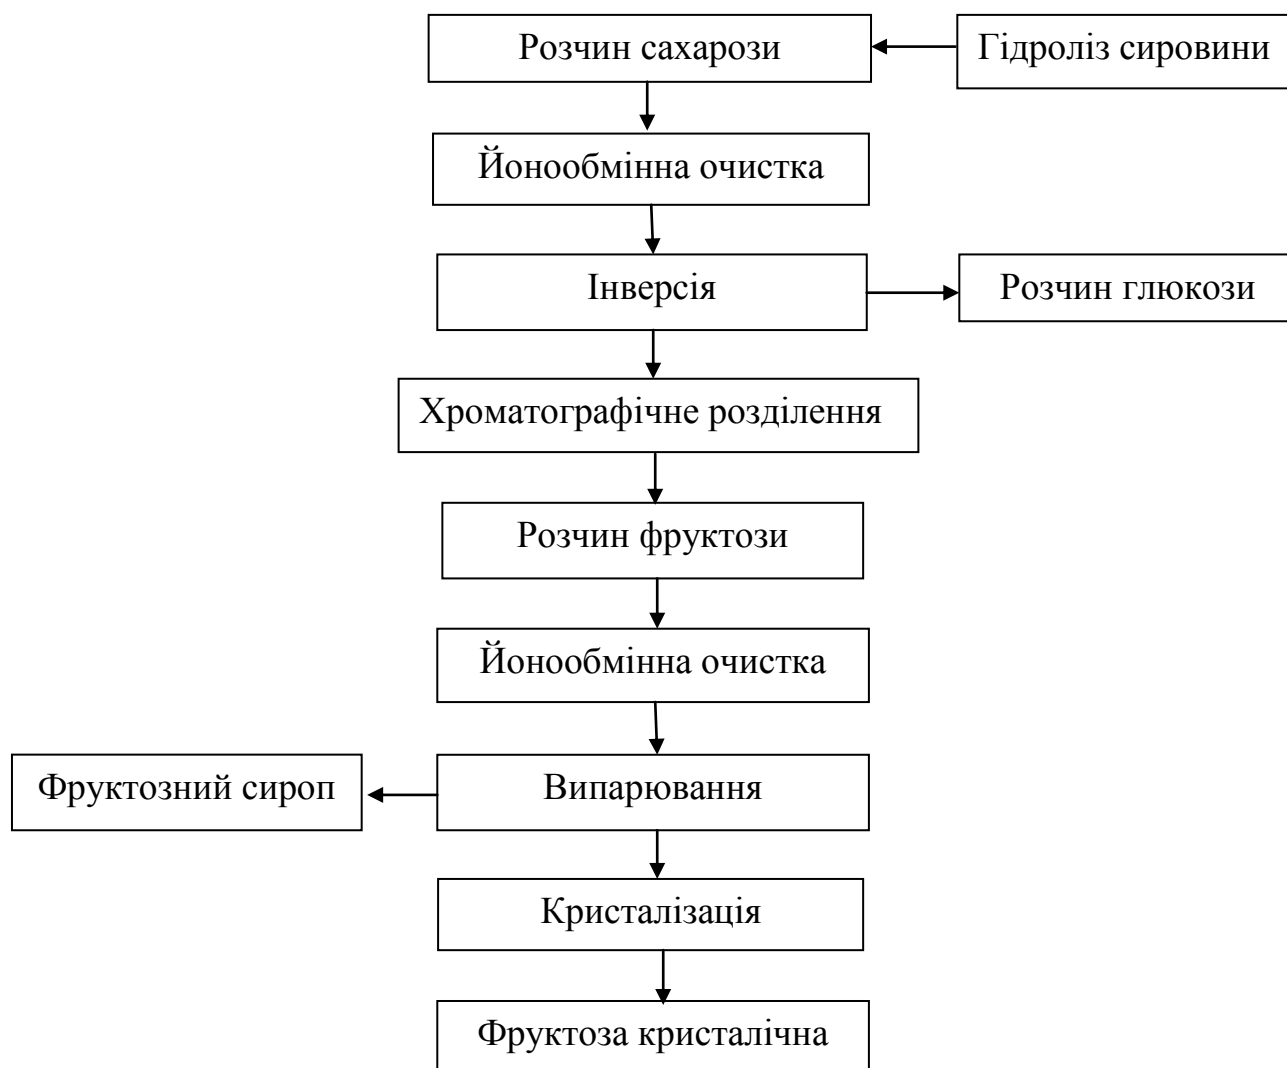 Розчин сахарози
Гідроліз сировини
Йонообмінна очистка
Інверсія
Розчин глюкози
Хроматографічне розділення
Розчин фруктози
Йонообмінна очистка
Фруктозний сироп
Випарювання
Кристалізація
Фруктоза кристалічна